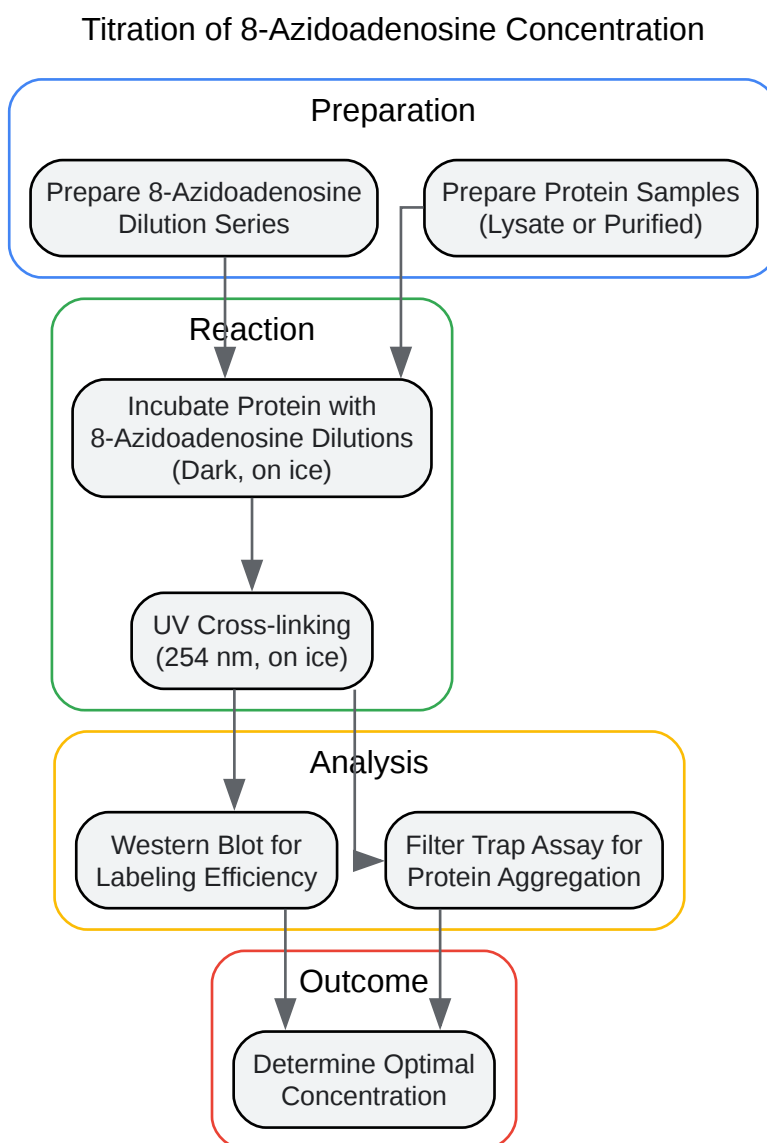 Titration of 8-Azidoadenosine Concentration
Preparation
Prepare 8-Azidoadenosine
Dilution Series
Prepare Protein Samples
(Lysate or Purified)
Reaction
Incubate Protein with
8-Azidoadenosine Dilutions
(Dark, on ice)
UV Cross-linking
(254 nm, on ice)
Analysis
Western Blot for
Labeling Efficiency
Filter Trap Assay for
Protein Aggregation
Outcome
Determine Optimal
Concentration